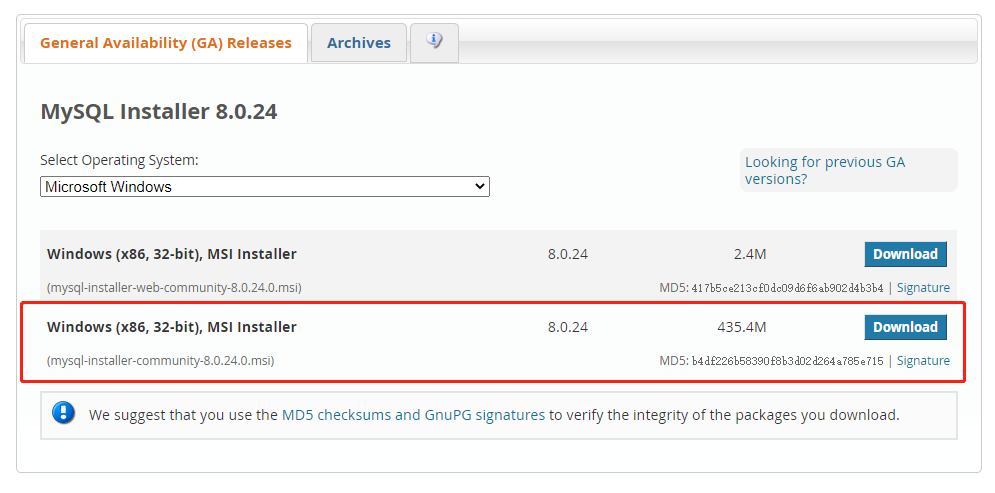 General Availability (GA) Releases
Archives
MySQL Installer 8.0.24
Select Operating System:
Looking for previous GA
versions?
Microsoft Windows
Windows (x86, 32-bit), MSI Installer 8.0.24 2.4M Download
(mysql-installer-web-community-8.0.24.0.msi) MD5: 417b5ce213cf0dc09d6f6ab902d4b3b4 | Signature
Windows (x86, 32-bit), MSI Installer 8.0.24 435.4M Download
(mysql-installer-community-8.0.24.0.msi) MD5: b4df226b58390f8b3d02d264a785e715 | Signature
We suggest that you use the MD5 checksums and GnuPG signatures to verify the integrity of the packages you download.